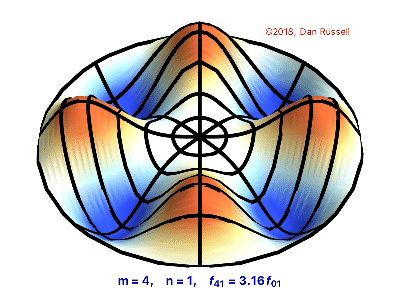 ©2018, Dan Russell
m = 4, n = 1, f41 = 3.16 f01